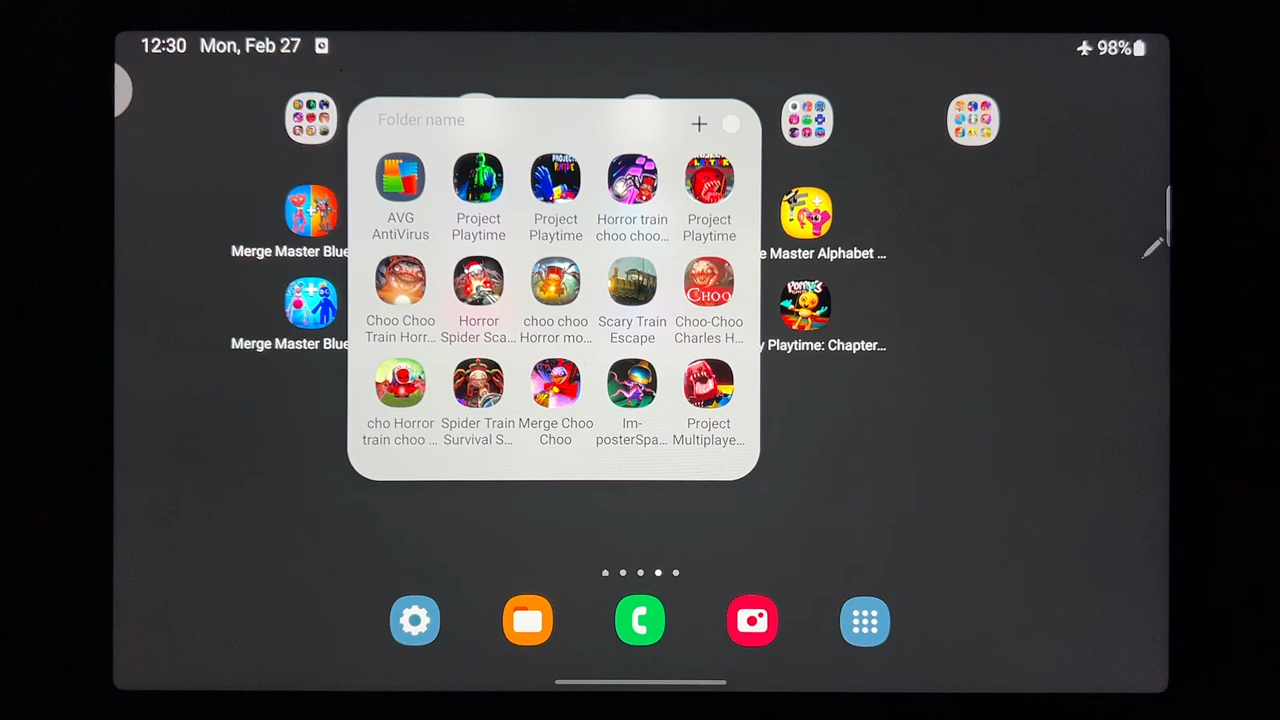 12:30 Mon, Feb 27
98%
Folder name
AVG
AntiVirus
Project
Playtime
Project
Playtime
Horror train
choo choo...
Project
Playtime
Choo Choo
Train Horr...
Horror
Spider Sca...
choo choo
Horror mo...
Scary Train
Escape
Choo-Choo
Charles H...
cho Horror
train choo ...
Spider Train
Survival S...
Merge Choo
Choo
Im-
posterSpa...
Project
Multiplaye...
Merge Master Blue
e Master Alphabet ...
Merge Master Blue
y Playtime: Chapter...
CHOO
POPPY'S
PROJECT